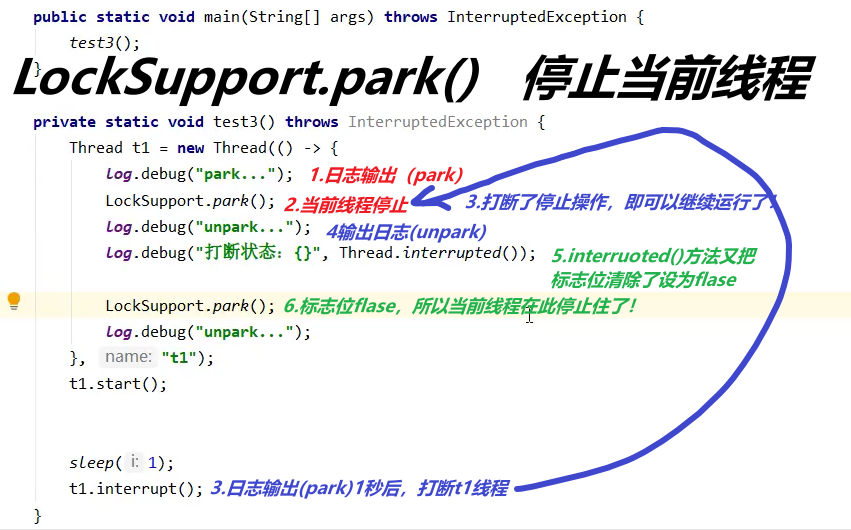 public static void main(String[] args) throws InterruptedException {
test3();
}
LockSupport.park() 停止当前线程
private static void test3() throws InterruptedException {
Thread t1 = new Thread(() -> {
log.debug("park..."); 1.日志输出（park）
LockSupport.park(); 2.当前线程停止 3.打断了停止操作，即可以继续运行了！
log.debug("unpark..."); 4输出日志(unpark)
log.debug("打断状态：{}", Thread.interrupted()); 5.interruoted()方法又把
标志位清除了设为flase
LockSupport.park(); 6.标志位flase，所以当前线程在此停止住了！
log.debug("unpark...");
}, name: "t1");
t1.start();
sleep( i: 1);
t1.interrupt(); 3.日志输出(park)1秒后，打断t1线程
}